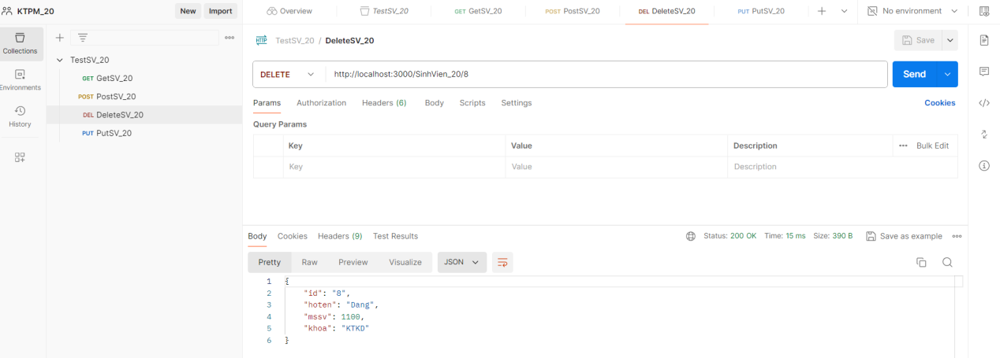 KTPM_20 New Import Overview TestSV_20 GET GetSV_20 POST PostSV_20 DEL DeleteSV_20 PUT PutSV_20 No environment
Collections
Environments
History
TestSV_20
GET GetSV_20
POST PostSV_20
DEL DeleteSV_20
PUT PutSV_20
HTTP TestSV_20 / DeleteSV_20 Save
DELETE http://localhost:3000/SinhVien_20/8 Send
Params Authorization Headers (6) Body Scripts Settings Cookies
Query Params
Key Value Description Bulk Edit
Key Value Description
Body Cookies Headers (9) Test Results Status: 200 OK Time: 15 ms Size: 390 B Save as example
Pretty Raw Preview Visualize JSON
1 {
2 "id": "8",
3 "hoten": "Dang",
4 "mssv": 1100,
5 "khoa": "KTKD"
6 }